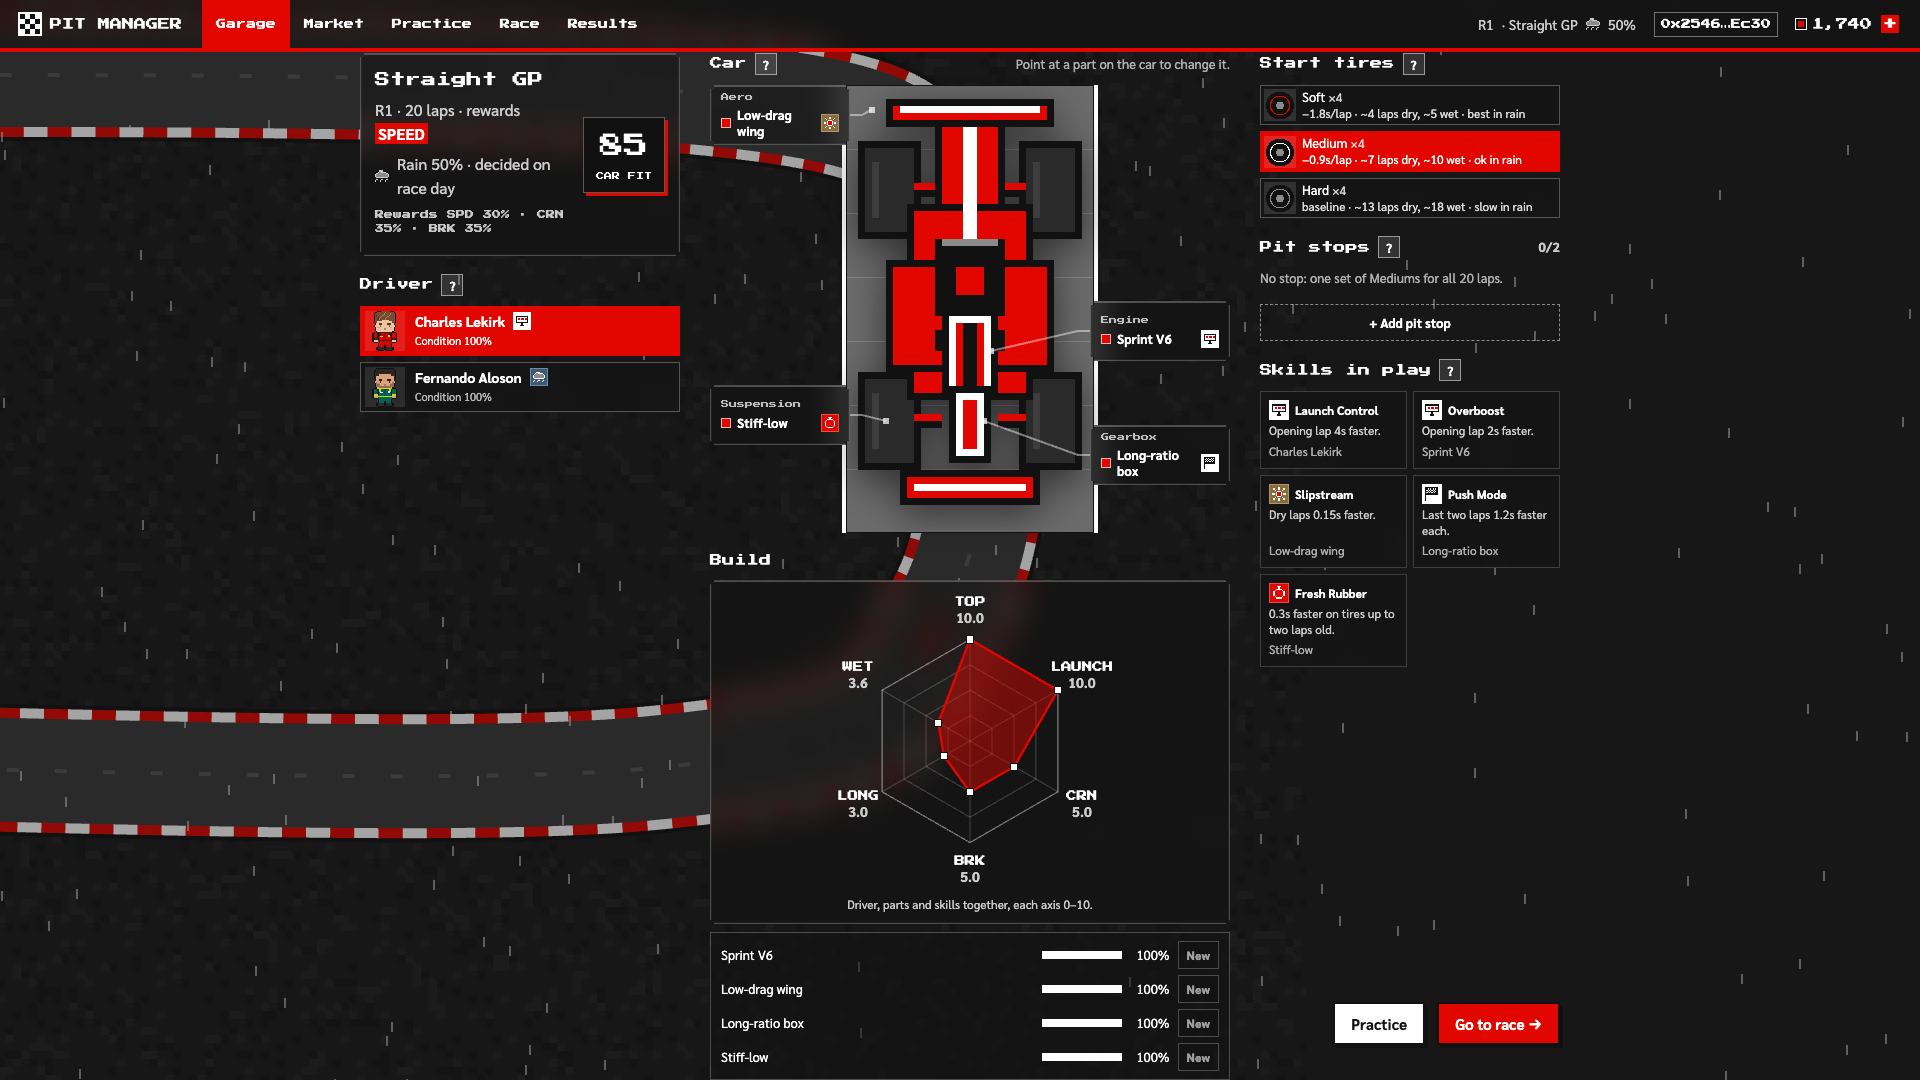 PIT MANAGER
Garage
Market
Practice
Race
Results
R1 · Straight GP 50%
0x2546...Ec30
1,740
+
Straight GP
R1 · 20 laps · rewards
SPEED
Rain 50% · decided on
race day
Rewards SPD 30% · CRN
35% · BRK 35%
85
CAR FIT
Driver ?
Charles Lekirk
Condition 100%
Fernando Aloson
Condition 100%
Car ?
Point at a part on the car to change it.
Aero
Low-drag
wing
Engine
Sprint V6
Suspension
Stiff-low
Gearbox
Long-ratio
box
Build
TOP
10.0
LAUNCH
10.0
CRN
5.0
BRK
5.0
LONG
3.0
WET
3.6
Driver, parts and skills together, each axis 0–10.
Sprint V6 100% New
Low-drag wing 100% New
Long-ratio box 100% New
Stiff-low 100% New
Start tires ?
Soft ×4
−1.8s/lap · ~4 laps dry, ~5 wet · best in rain
Medium ×4
−0.9s/lap · ~7 laps dry, ~10 wet · ok in rain
Hard ×4
baseline · ~13 laps dry, ~18 wet · slow in rain
Pit stops ? 0/2
No stop: one set of Mediums for all 20 laps.
+ Add pit stop
Skills in play ?
Launch Control
Opening lap 4s faster.
Charles Lekirk
Overboost
Opening lap 2s faster.
Sprint V6
Slipstream
Dry laps 0.15s faster.
Low-drag wing
Push Mode
Last two laps 1.2s faster
each.
Long-ratio box
Fresh Rubber
0.3s faster on tires up to
two laps old.
Stiff-low
Practice
Go to race →